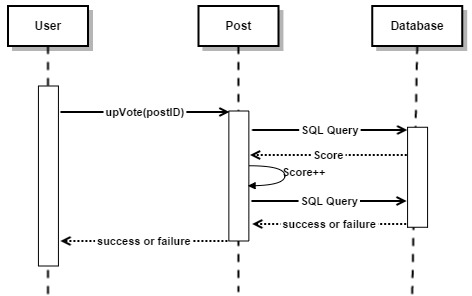 User
Post
Database
upVote(postID)
SQL Query
Score
Score++
SQL Query
success or failure
success or failure